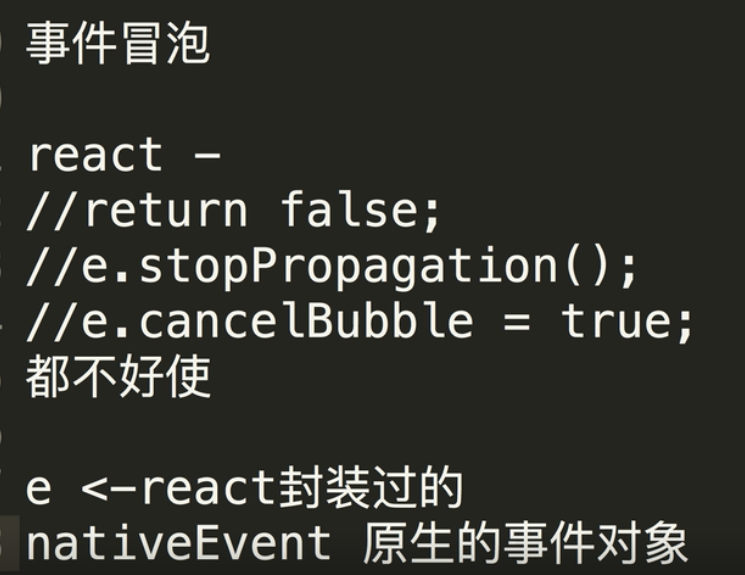 事件冒泡
react -
//return false;
//e.stopPropagation();
//e.cancelBubble = true;
都不好使
e <-react封装过的
nativeEvent 原生的事件对象